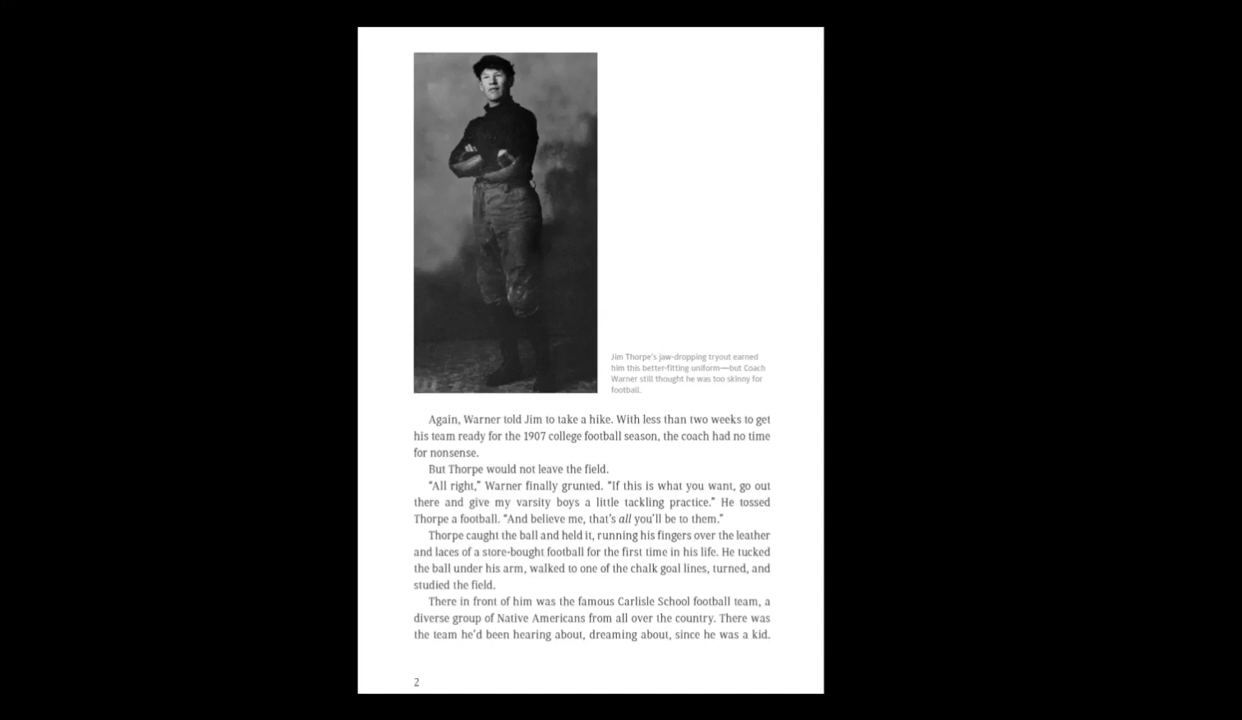 Jim Thorpe's jaw-dropping tryout earned
him this better-fitting uniform—but Coach
Warner still thought he was too skinny for
football.
Again, Warner told Jim to take a hike. With less than two weeks to get
his team ready for the 1907 college football season, the coach had no time
for nonsense.
But Thorpe would not leave the field.
“All right,” Warner finally grunted. “If this is what you want, go out
there and give my varsity boys a little tackling practice.” He tossed
Thorpe a football. “And believe me, that’s all you’ll be to them.”
Thorpe caught the ball and held it, running his fingers over the leather
and laces of a store-bought football for the first time in his life. He tucked
the ball under his arm, walked to one of the chalk goal lines, turned, and
studied the field.
There in front of him was the famous Carlisle School football team, a
diverse group of Native Americans from all over the country. There was
the team he’d been hearing about, dreaming about, since he was a kid.
2